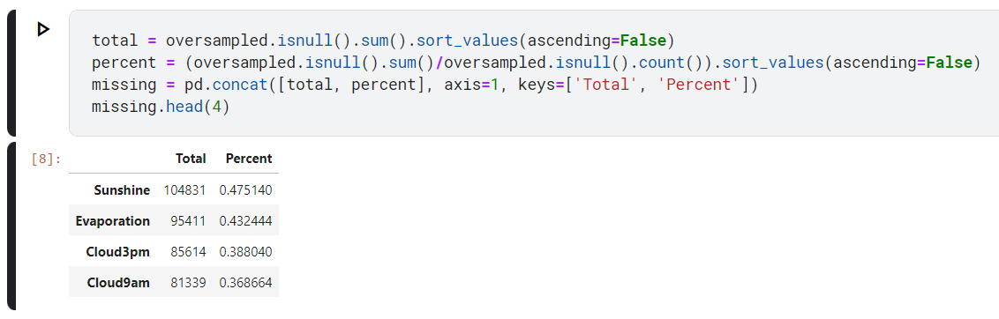 total = oversampled.isnull().sum().sort_values(ascending=False)
percent = (oversampled.isnull().sum()/oversampled.isnull().count()).sort_values(ascending=False)
missing = pd.concat([total, percent], axis=1, keys=['Total', 'Percent'])
missing.head(4)
[8]:
Total Percent
Sunshine 104831 0.475140
Evaporation 95411 0.432444
Cloud3pm 85614 0.388040
Cloud9am 81339 0.368664